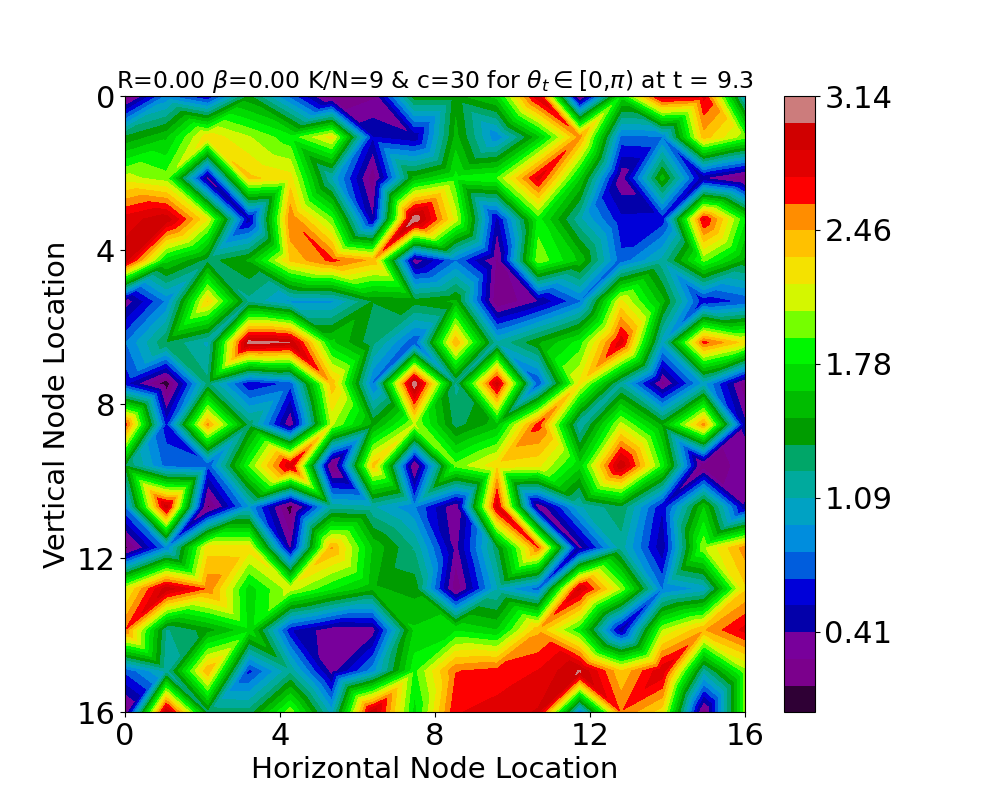 R=0.00 β=0.00 K/N=9 & c=30 for θ_t ∈ [0,π) at t = 9.3
0
4
8
12
16
Vertical Node Location
0 4 8 12 16
Horizontal Node Location
3.14
2.46
1.78
1.09
0.41